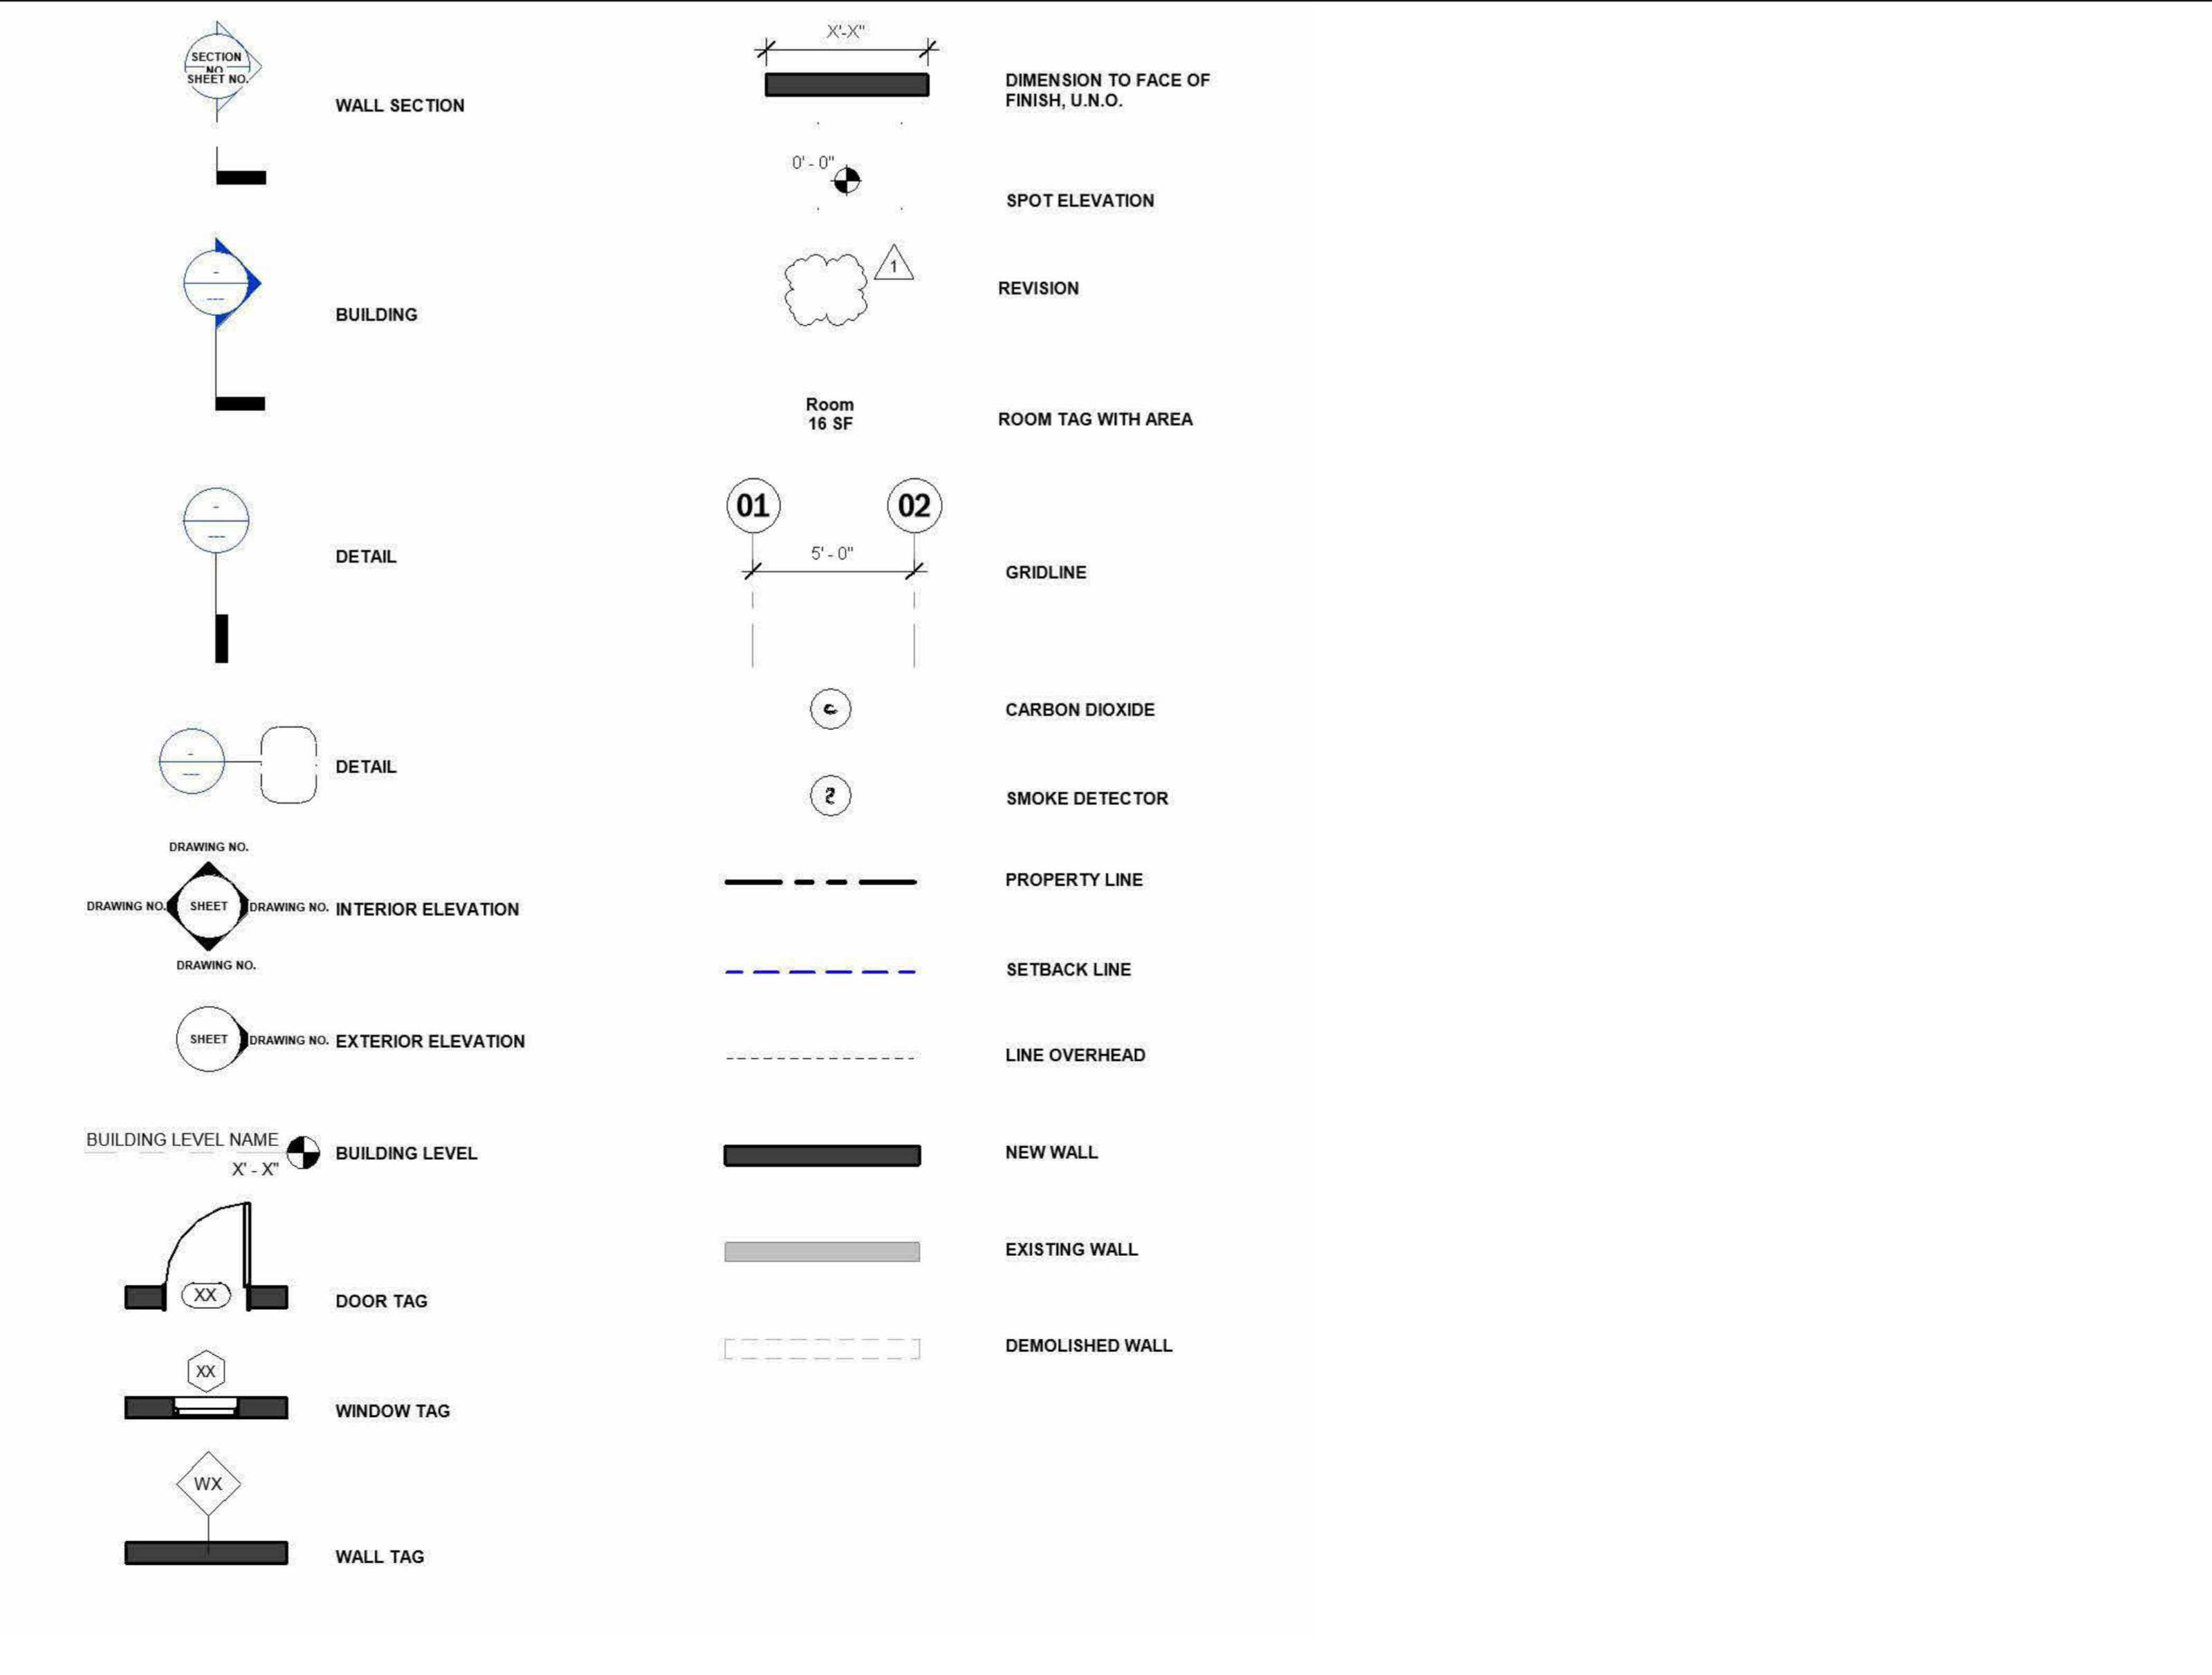 SECTION
NO
SHEET NO.
WALL SECTION
-
---
BUILDING
-
---
DETAIL
-
---
DETAIL
DRAWING NO.
DRAWING NO.
SHEET
DRAWING NO.
INTERIOR ELEVATION
DRAWING NO.
SHEET
DRAWING NO.
EXTERIOR ELEVATION
BUILDING LEVEL NAME
X' - X"
BUILDING LEVEL
XX
DOOR TAG
XX
WINDOW TAG
WX
WALL TAG
X'-X"
DIMENSION TO FACE OF
FINISH, U.N.O.
0' - 0"
SPOT ELEVATION
1
REVISION
Room
16 SF
ROOM TAG WITH AREA
01
02
5' - 0"
GRIDLINE
CARBON DIOXIDE
SMOKE DETECTOR
PROPERTY LINE
SETBACK LINE
LINE OVERHEAD
NEW WALL
EXISTING WALL
DEMOLISHED WALL